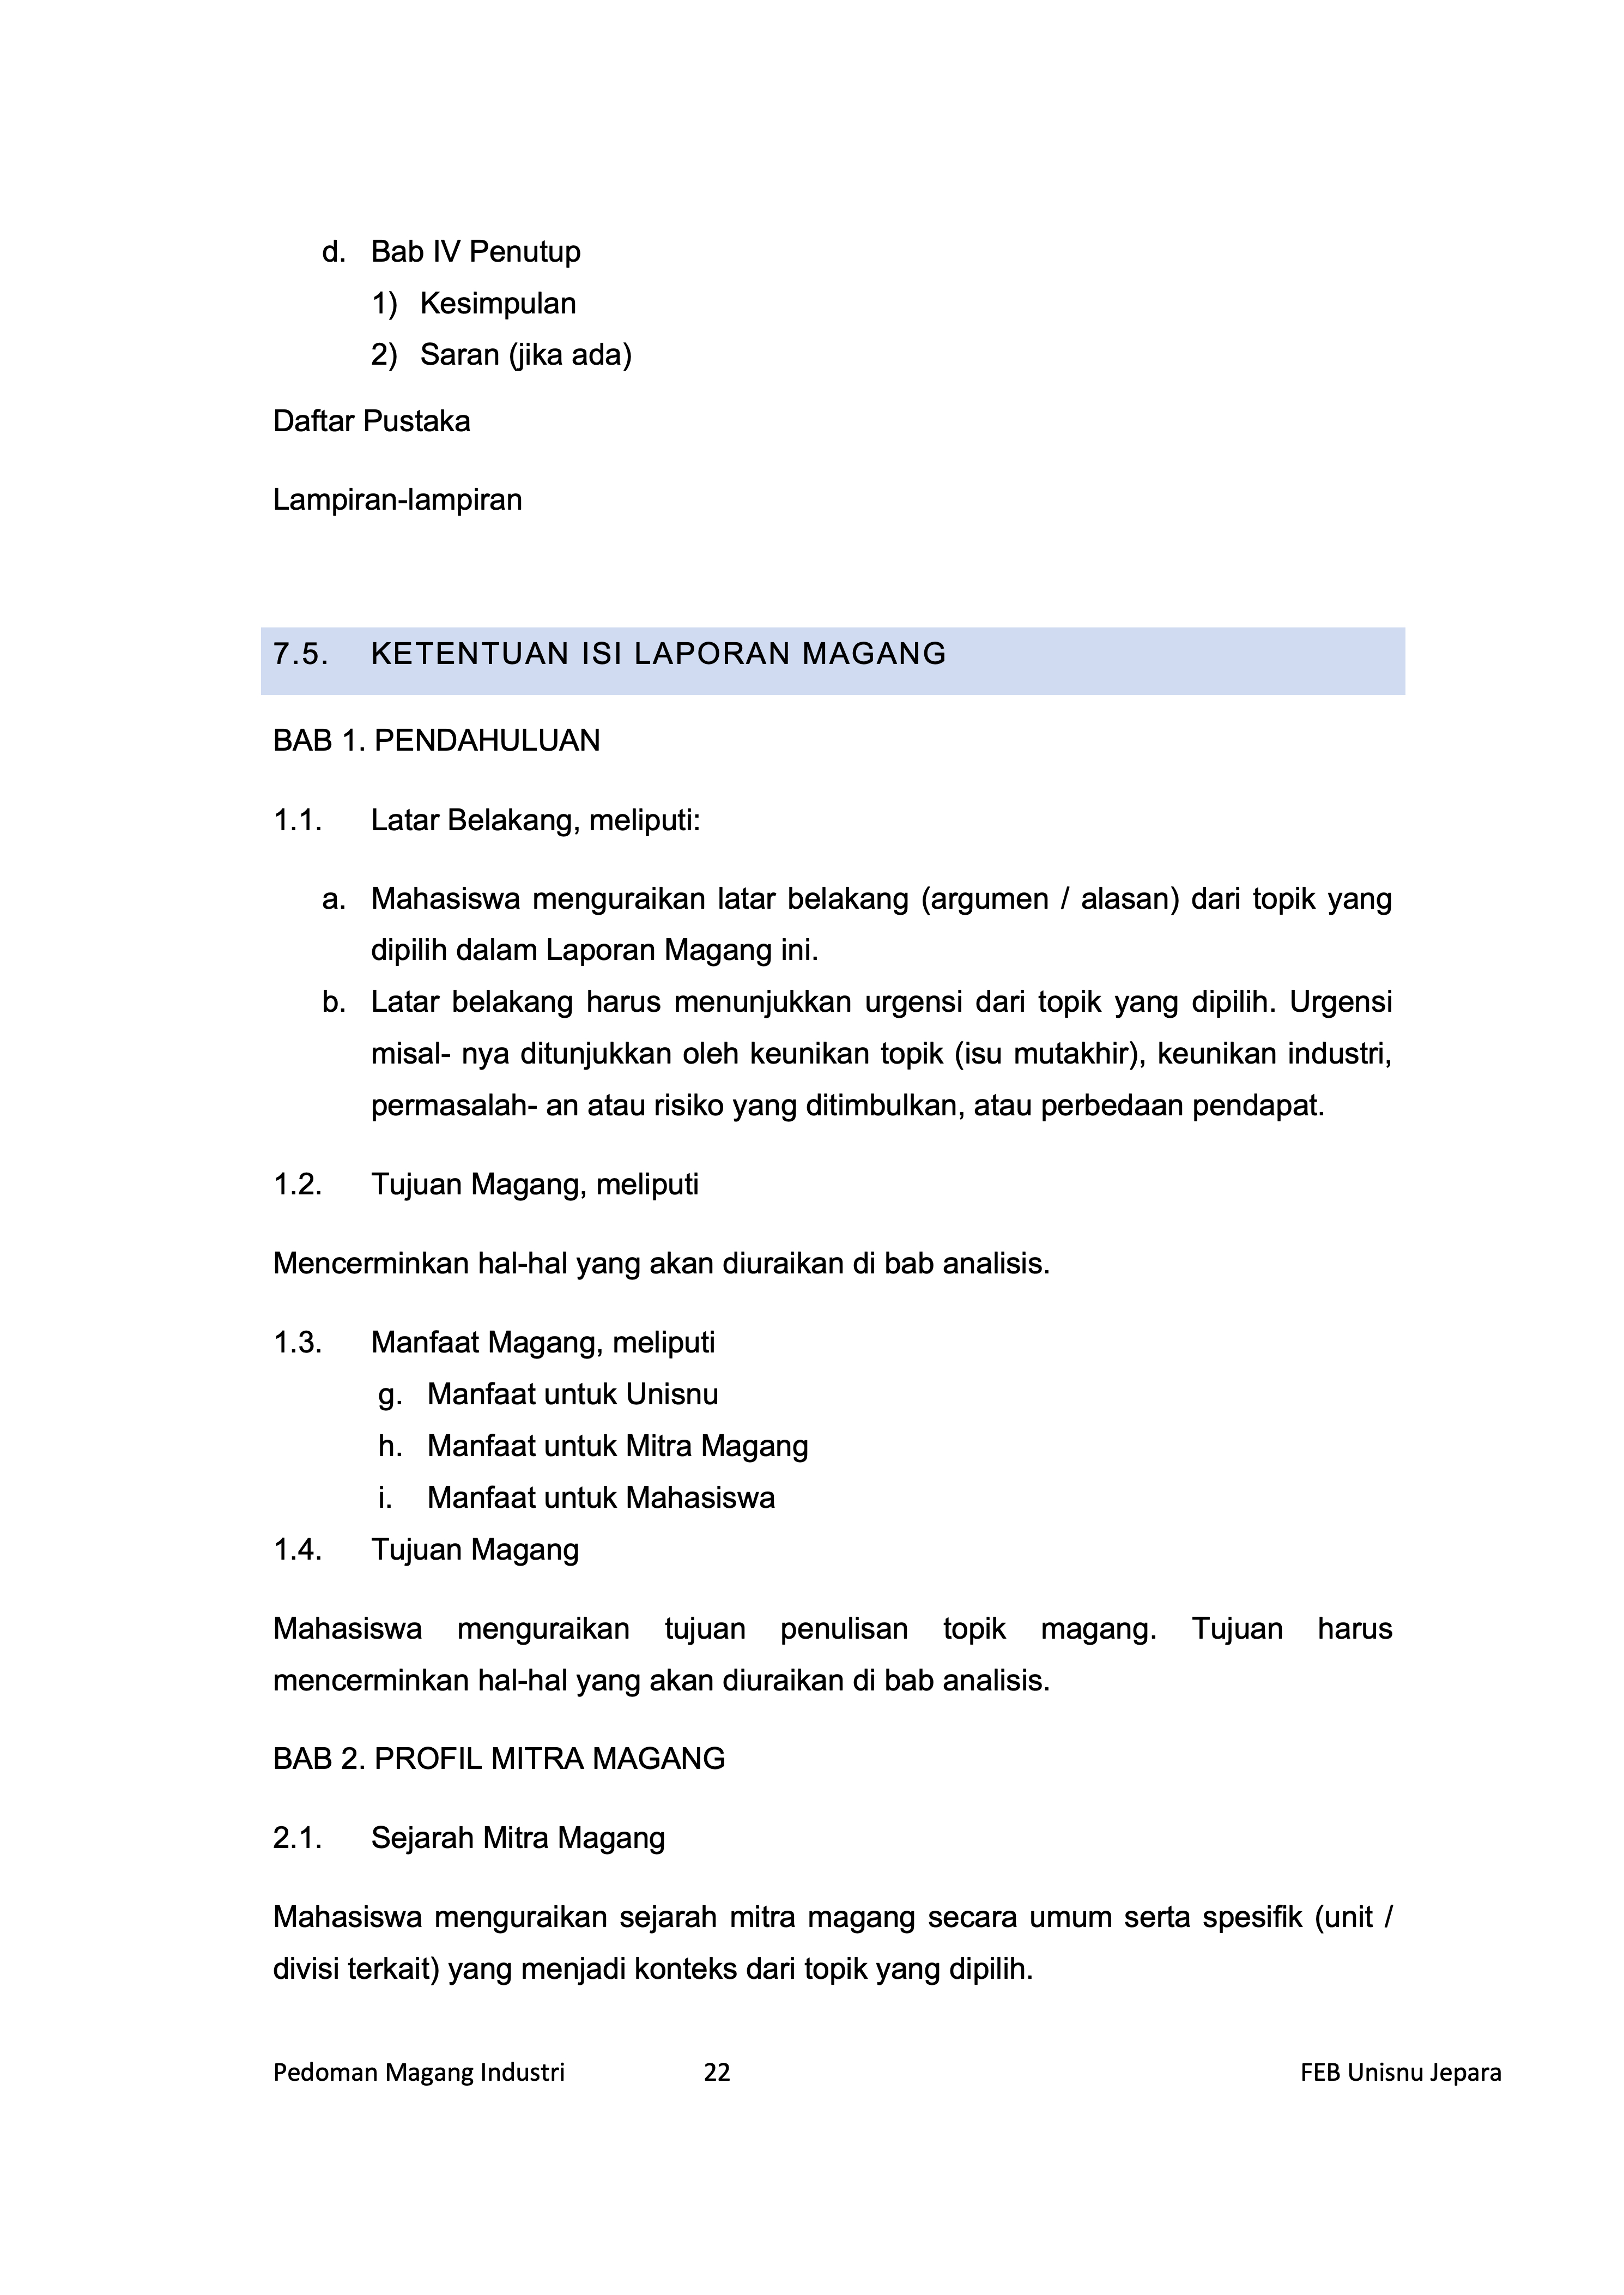 d. Bab IV Penutup
1) Kesimpulan
2) Saran (jika ada)
Daftar Pustaka
Lampiran-lampiran
7.5. KETENTUAN ISI LAPORAN MAGANG
BAB 1. PENDAHULUAN
1.1. Latar Belakang, meliputi:
a. Mahasiswa menguraikan latar belakang (argumen / alasan) dari topik yang
dipilih dalam Laporan Magang ini.
b. Latar belakang harus menunjukkan urgensi dari topik yang dipilih. Urgensi
misal- nya ditunjukkan oleh keunikan topik (isu mutakhir), keunikan industri,
permasalah- an atau risiko yang ditimbulkan, atau perbedaan pendapat.
1.2. Tujuan Magang, meliputi
Mencerminkan hal-hal yang akan diuraikan di bab analisis.
1.3. Manfaat Magang, meliputi
g. Manfaat untuk Unisnu
h. Manfaat untuk Mitra Magang
i. Manfaat untuk Mahasiswa
1.4. Tujuan Magang
Mahasiswa menguraikan tujuan penulisan topik magang. Tujuan harus
mencerminkan hal-hal yang akan diuraikan di bab analisis.
BAB 2. PROFIL MITRA MAGANG
2.1. Sejarah Mitra Magang
Mahasiswa menguraikan sejarah mitra magang secara umum serta spesifik (unit /
divisi terkait) yang menjadi konteks dari topik yang dipilih.
Pedoman Magang Industri 22 FEB Unisnu Jepara